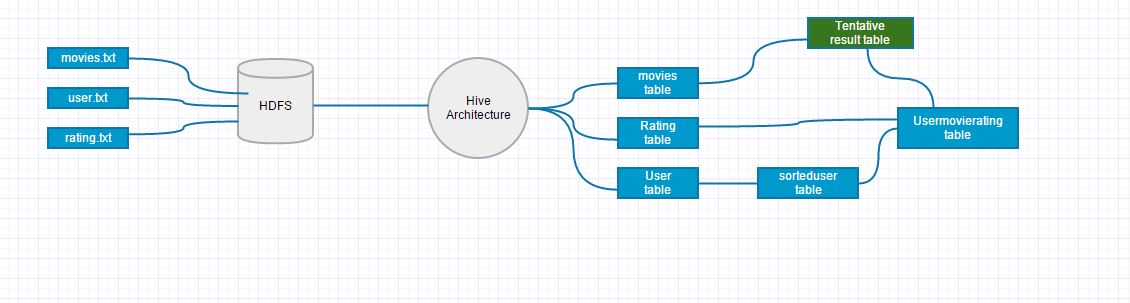 movies.txt
user.txt
rating.txt
HDFS
Hive
Architecture
movies
table
Rating
table
User
table
sorteduser
table
Tentative
result table
Usermovierating
table